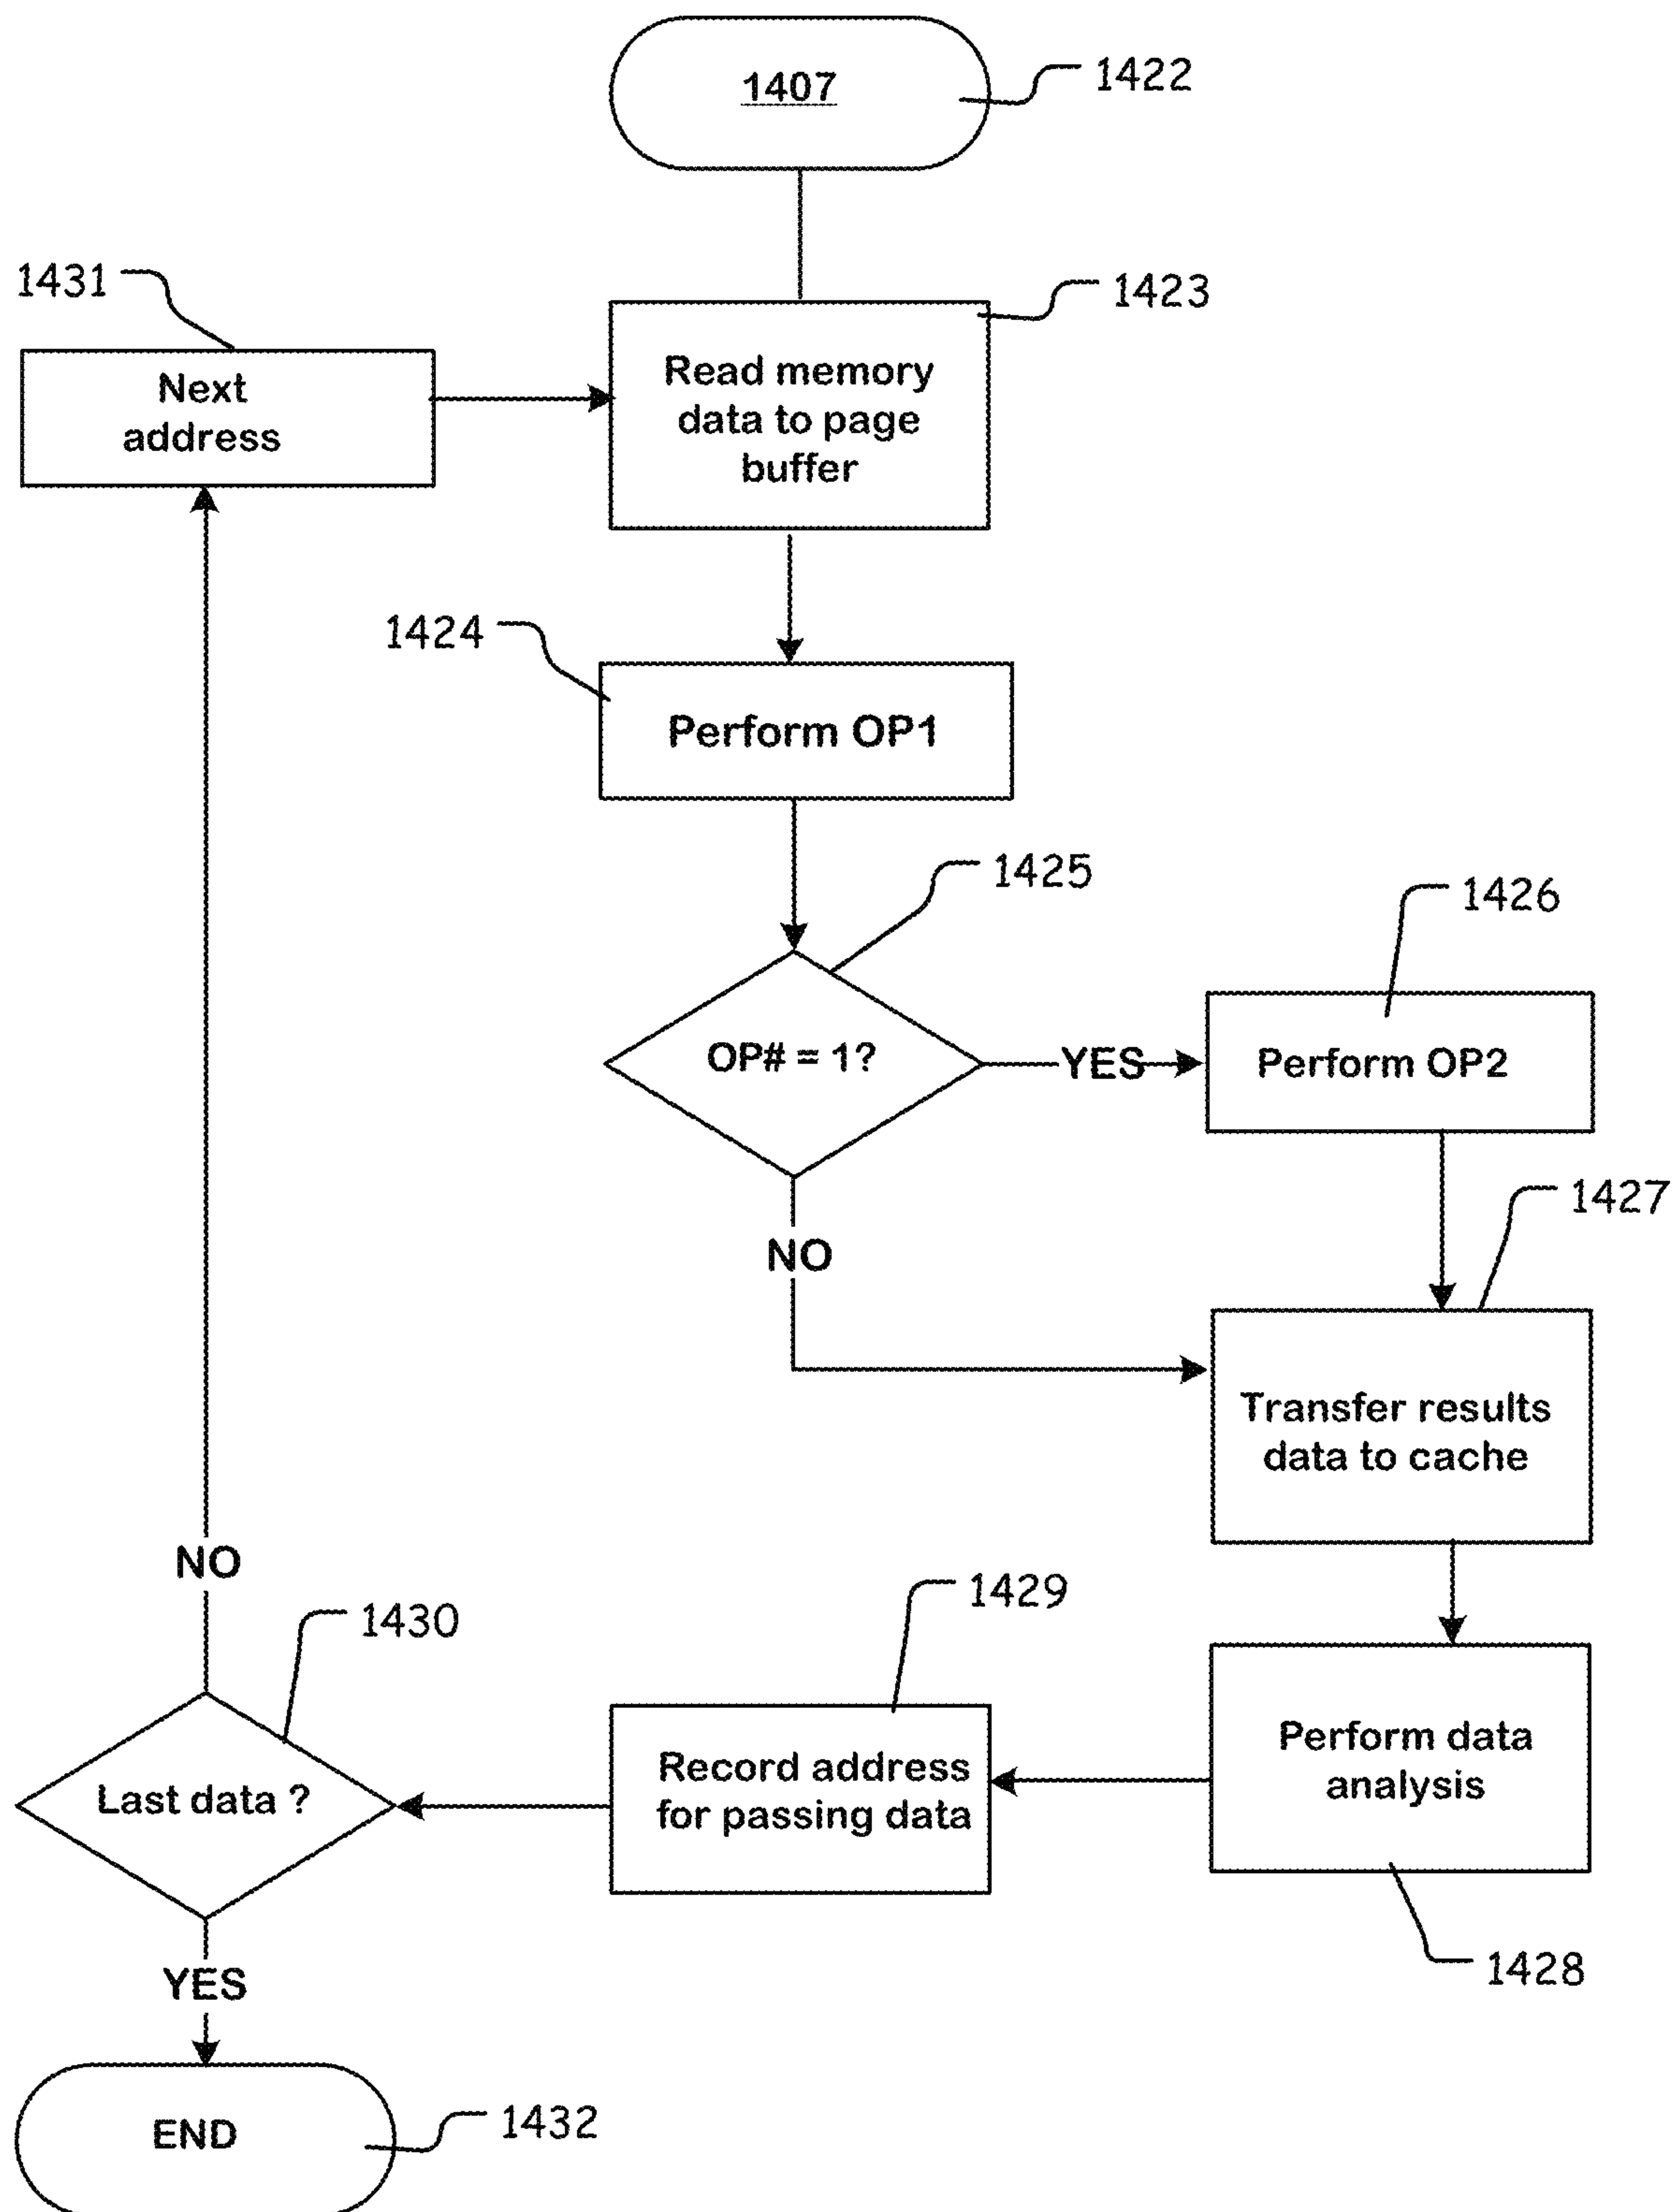 1407
1422
1431
1423
Next
address
Read memory
data to page
buffer
1424
Perform OP1
1425
1426
OP# = 1?
YES
Perform OP2
1427
NO
Transfer results
data to cache
NO
1429
1430
Record address
for passing data
Perform data
analysis
Last data ?
1428
YES
END
1432